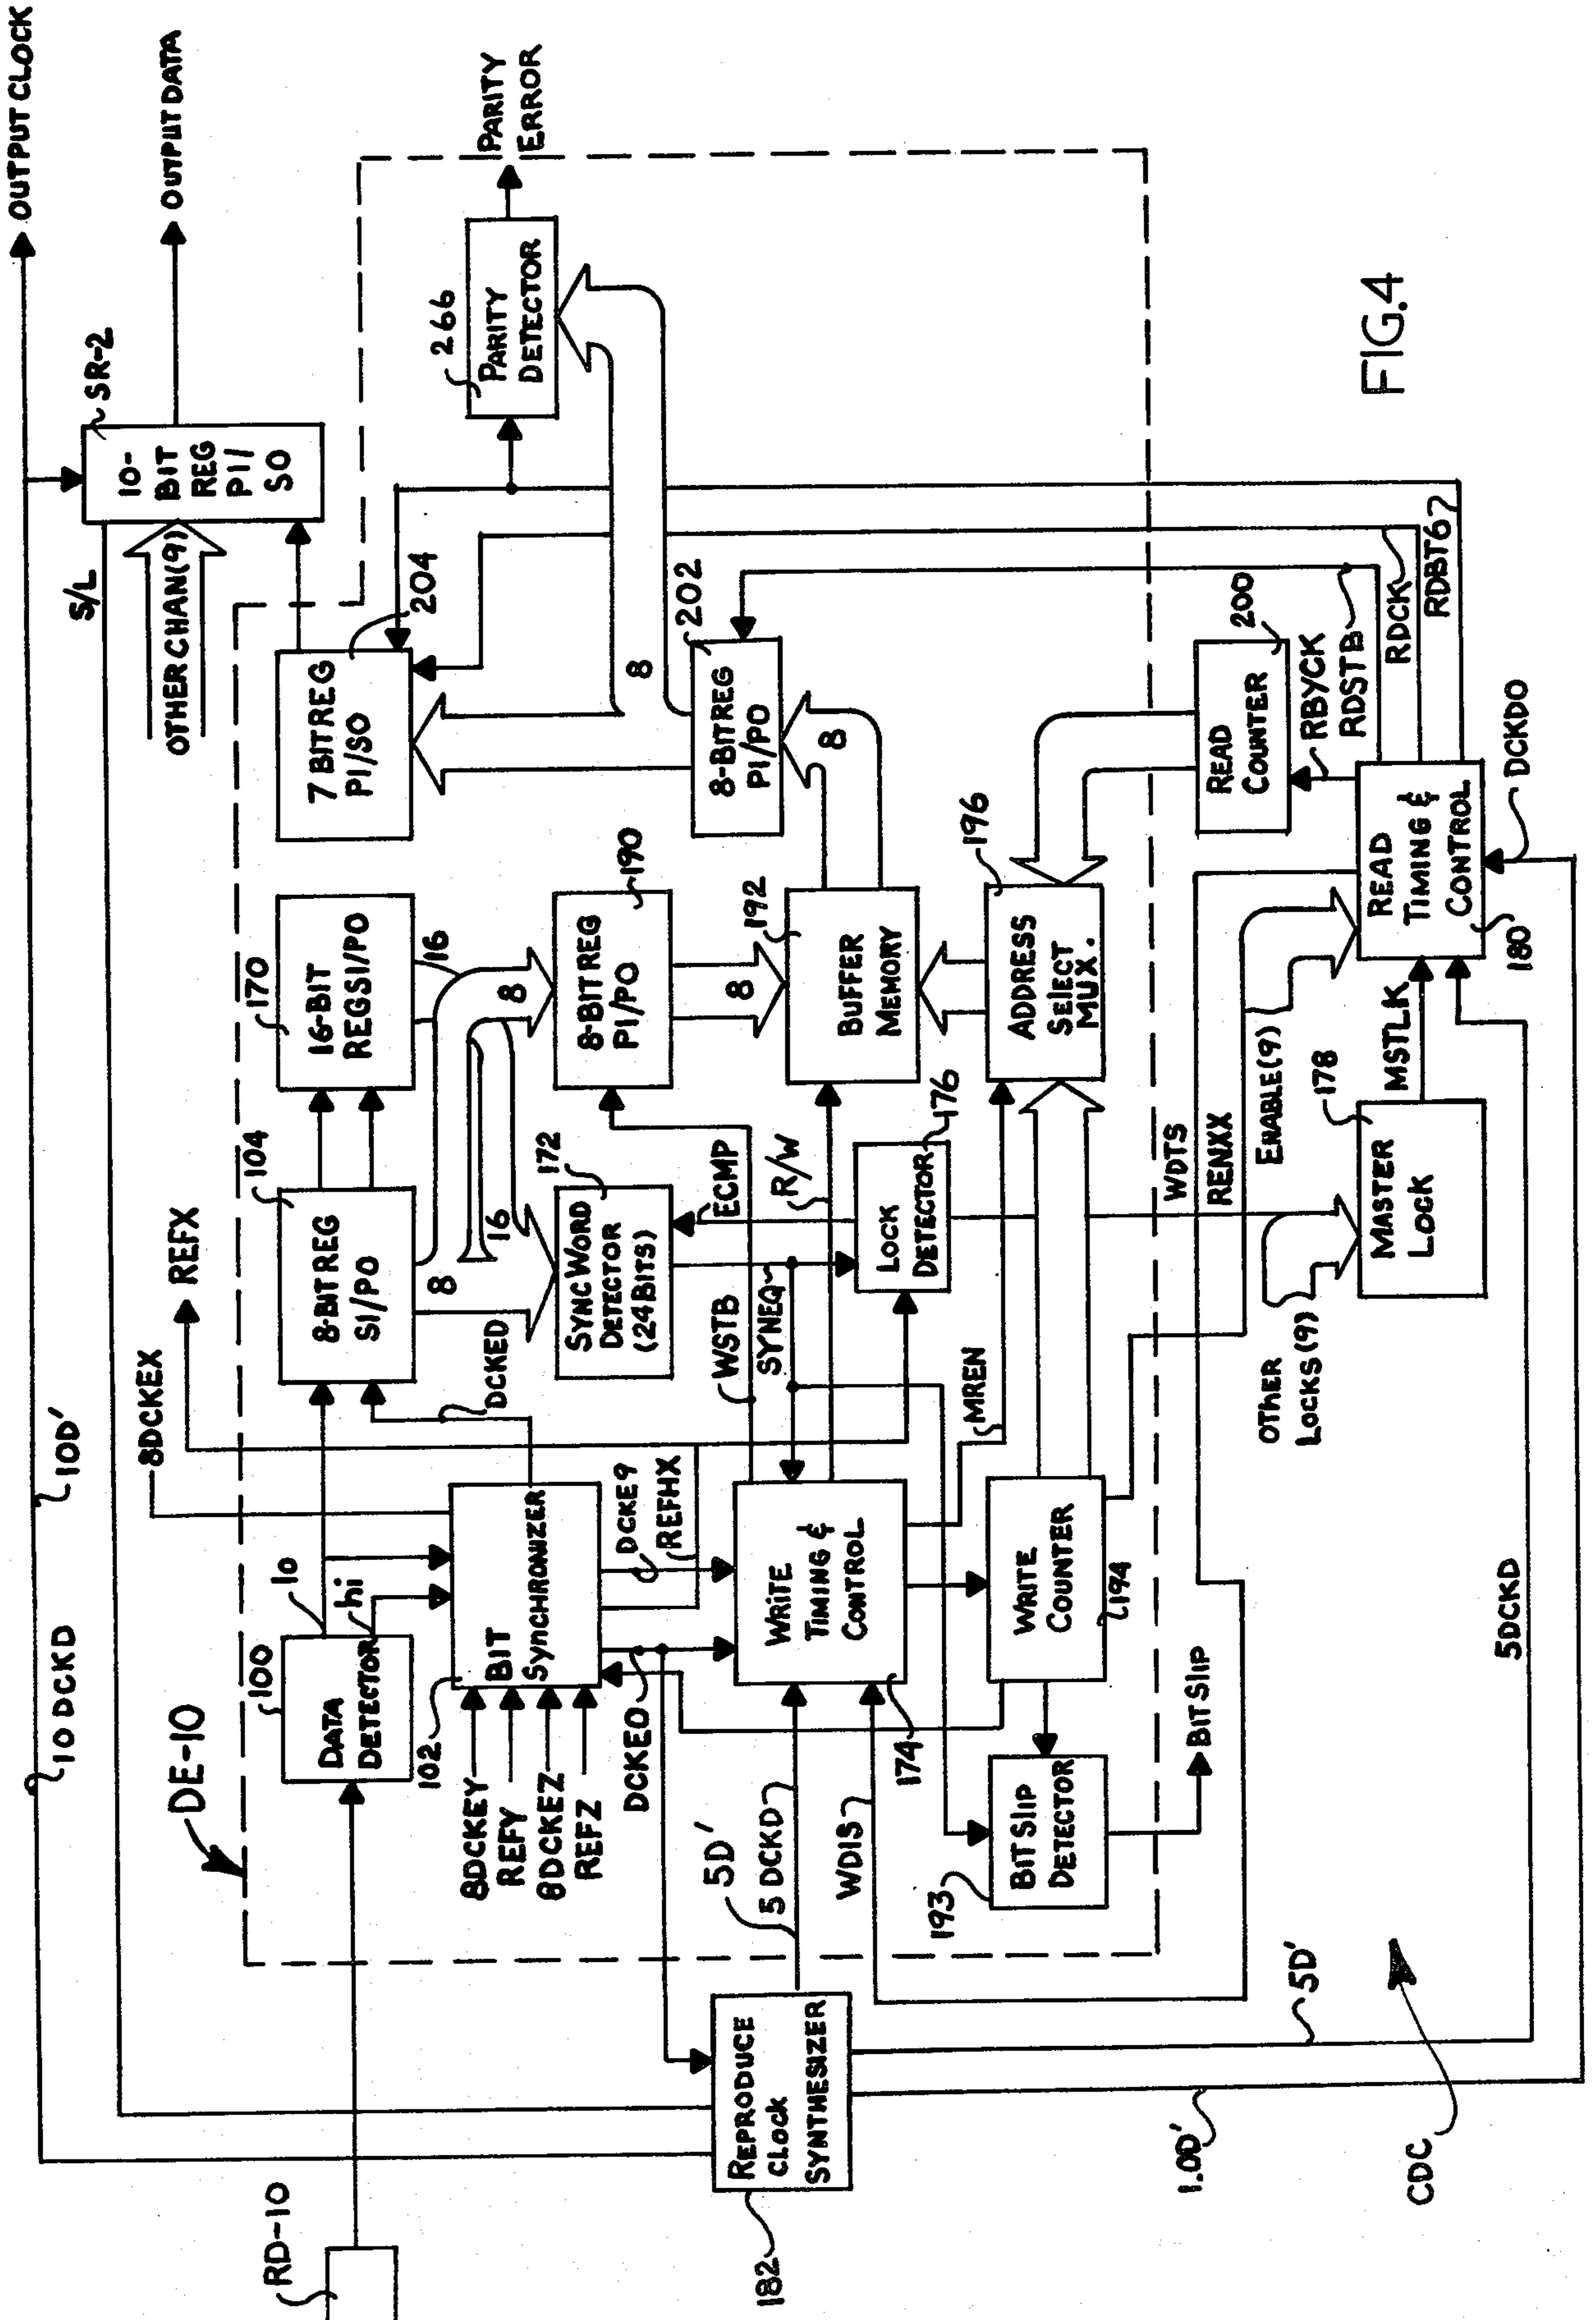 OUTPUT CLOCK
OUTPUT DATA
10D'
10 DCKD
S/L
SR-2
10-
BIT
REG
PI/
SO
OTHER CHAN(9)
RD-10
DE-10
8DCKEX
REFX
100
DATA
DETECTOR
10
hi
104
8-BIT REG
SI/PO
170
16-BIT
REG SI/PO
7 BIT REG
PI/SO
204
102
BIT
SYNCHRONIZER
8DCKEY
REFY
8DCKEZ
REFZ
DCKEO
DCKED
DCKE9
REFHX
8
16
16
8
172
SYNC WORD
DETECTOR
(24 BITS)
190
8-BIT REG
PI/PO
8
202
8-BIT REG
PI/PO
8
8
266
PARITY
DETECTOR
PARITY
ERROR
182
REPRODUCE
CLOCK
SYNTHESIZER
5D'
5 DCKD
WDIS
174
WRITE
TIMING &
CONTROL
WSTB
SYNEQ
ECMP
R/W
192
BUFFER
MEMORY
LOCK
DETECTOR
176
MREN
196
ADDRESS
SELECT
MUX.
193
BIT SLIP
DETECTOR
BIT SLIP
194
WRITE
COUNTER
WDTS
RENXX
ENABLE(9)
200
READ
COUNTER
RBYCK
RDSTB
RDCK
RDBT67
OTHER
LOCKS(9)
178
MASTER
LOCK
MSTLK
180
READ
TIMING &
CONTROL
DCKDO
5DCKD
5D'
1.0D'
CDC
FIG.4